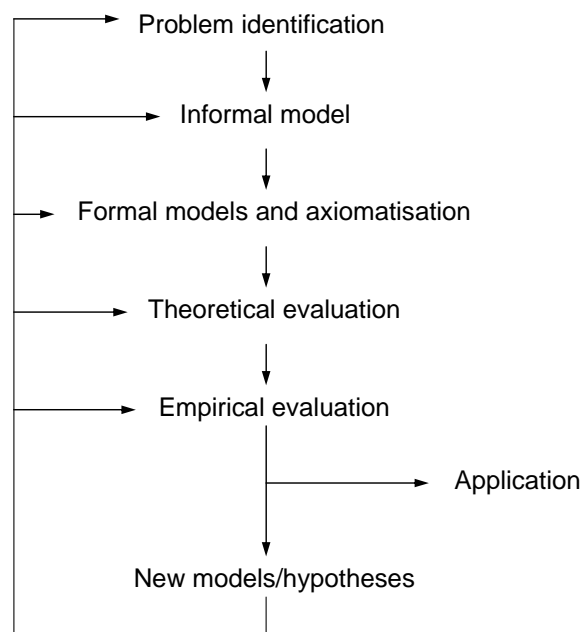 Problem identification
Informal model
Formal models and axiomatisation
Theoretical evaluation
Empirical evaluation
Application
New models/hypotheses